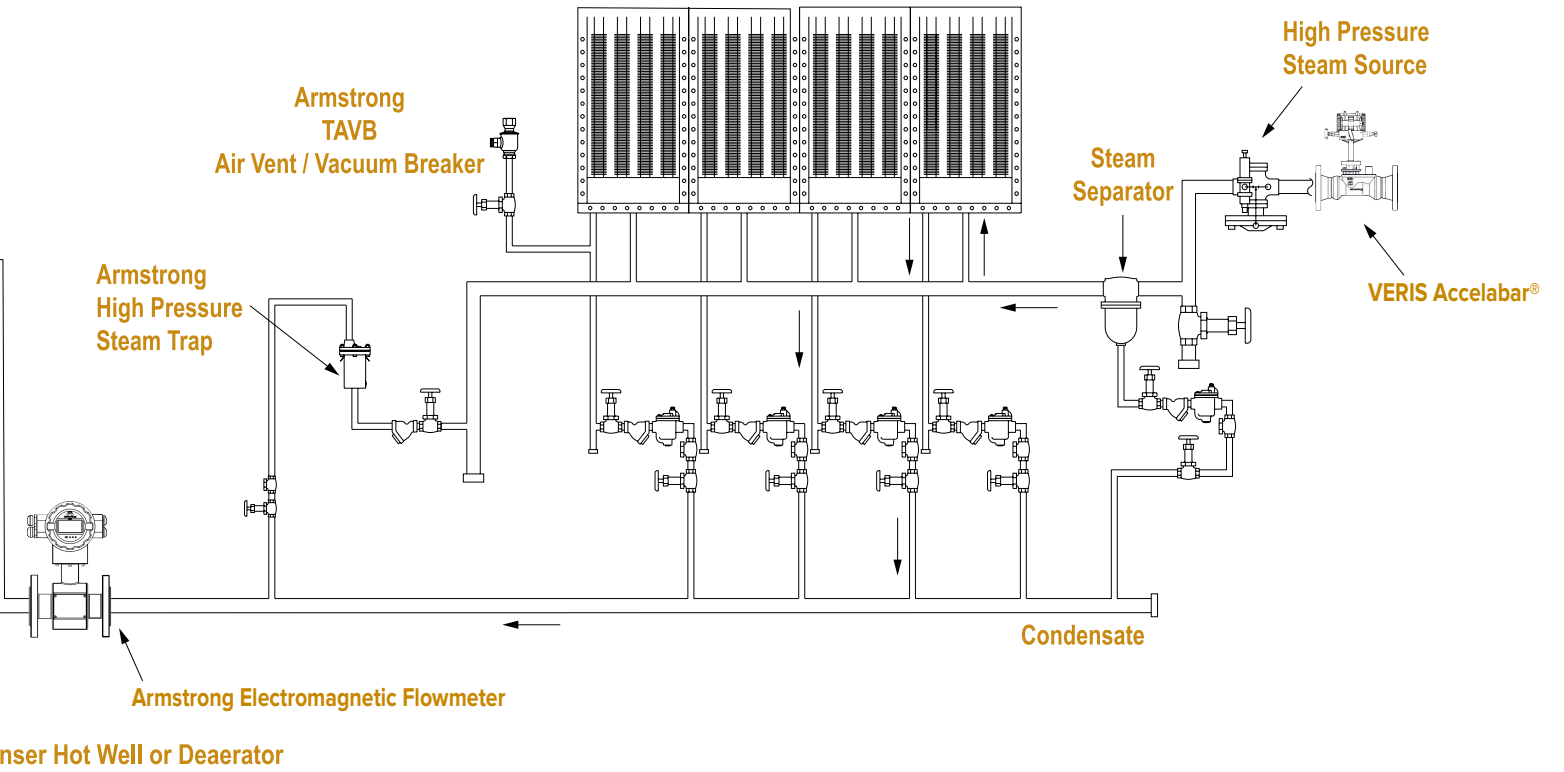 High Pressure
Steam Source
Armstrong
TAVB
Air Vent / Vacuum Breaker
Steam
Separator
Armstrong
High Pressure
Steam Trap
VERIS Accelabar®
Condensate
Armstrong Electromagnetic Flowmeter
nser Hot Well or Deaerator